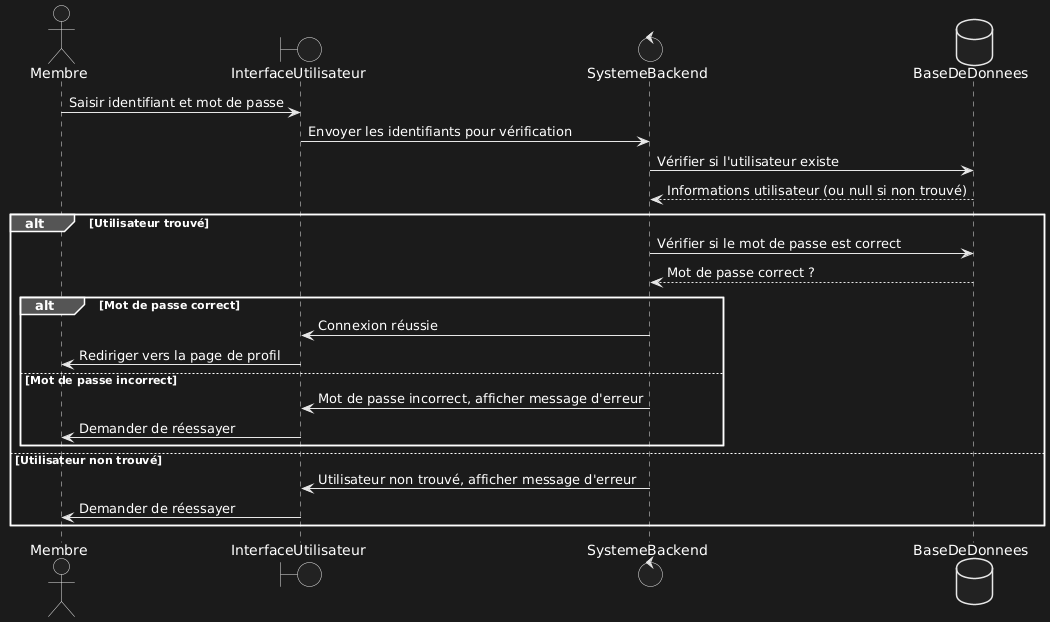 Membre
InterfaceUtilisateur
SystemeBackend
BaseDeDonnees
Saisir identifiant et mot de passe
Envoyer les identifiants pour vérification
Vérifier si l'utilisateur existe
Informations utilisateur (ou null si non trouvé)
alt [Utilisateur trouvé]
Vérifier si le mot de passe est correct
Mot de passe correct ?
alt [Mot de passe correct]
Connexion réussie
Rediriger vers la page de profil
[Mot de passe incorrect]
Mot de passe incorrect, afficher message d'erreur
Demander de réessayer
[Utilisateur non trouvé]
Utilisateur non trouvé, afficher message d'erreur
Demander de réessayer
Membre
InterfaceUtilisateur
SystemeBackend
BaseDeDonnees